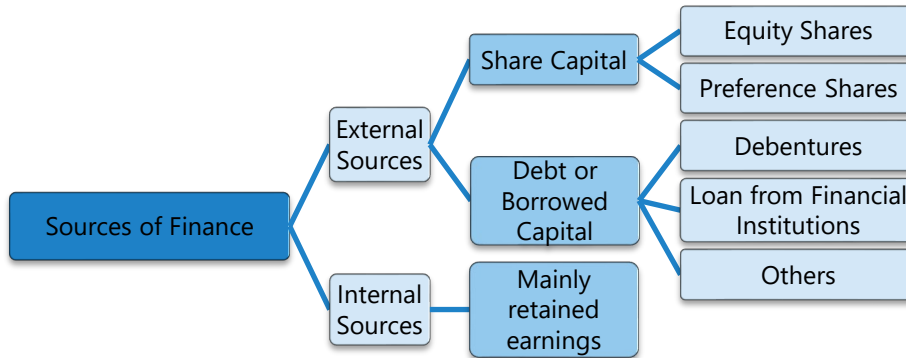 Sources of Finance
External
Sources
Internal
Sources
Share Capital
Debt or
Borrowed
Capital
Mainly
retained
earnings
Equity Shares
Preference Shares
Debentures
Loan from Financial
Institutions
Others